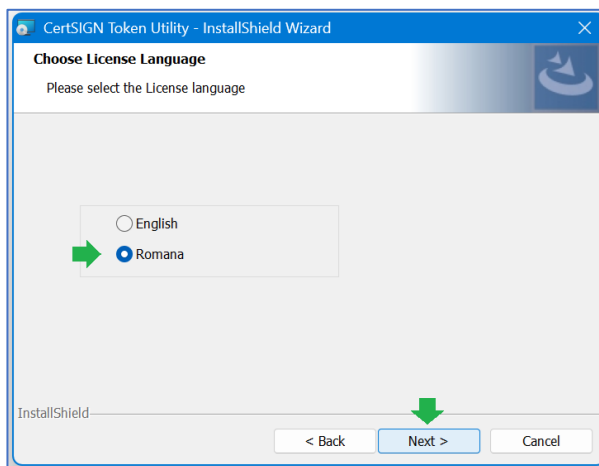 CertSIGN Token Utility - InstallShield Wizard
Choose License Language
Please select the License language
English
Romana
InstallShield
< Back Next > Cancel